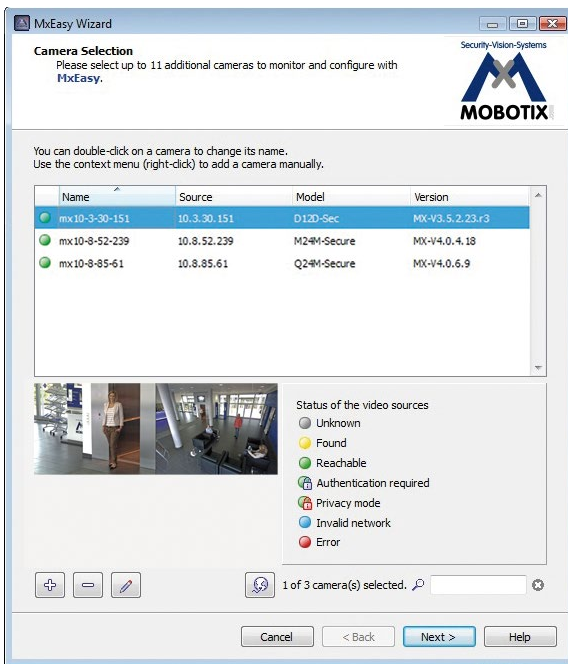 MxEasy Wizard
Camera Selection
Please select up to 11 additional cameras to monitor and configure with
MxEasy.
Security-Vision-Systems
MOBOTIX
You can double-click on a camera to change its name.
Use the context menu (right-click) to add a camera manually.
Name Source Model Version
mx10-3-30-151 10.3.30.151 D12D-Sec MX-V3.5.2.23.r3
mx10-8-52-239 10.8.52.239 M24M-Secure MX-V4.0.4.18
mx10-8-85-61 10.8.85.61 Q24M-Secure MX-V4.0.6.9
Status of the video sources
Unknown
Found
Reachable
Authentication required
Privacy mode
Invalid network
Error
1 of 3 camera(s) selected.
Cancel < Back Next > Help